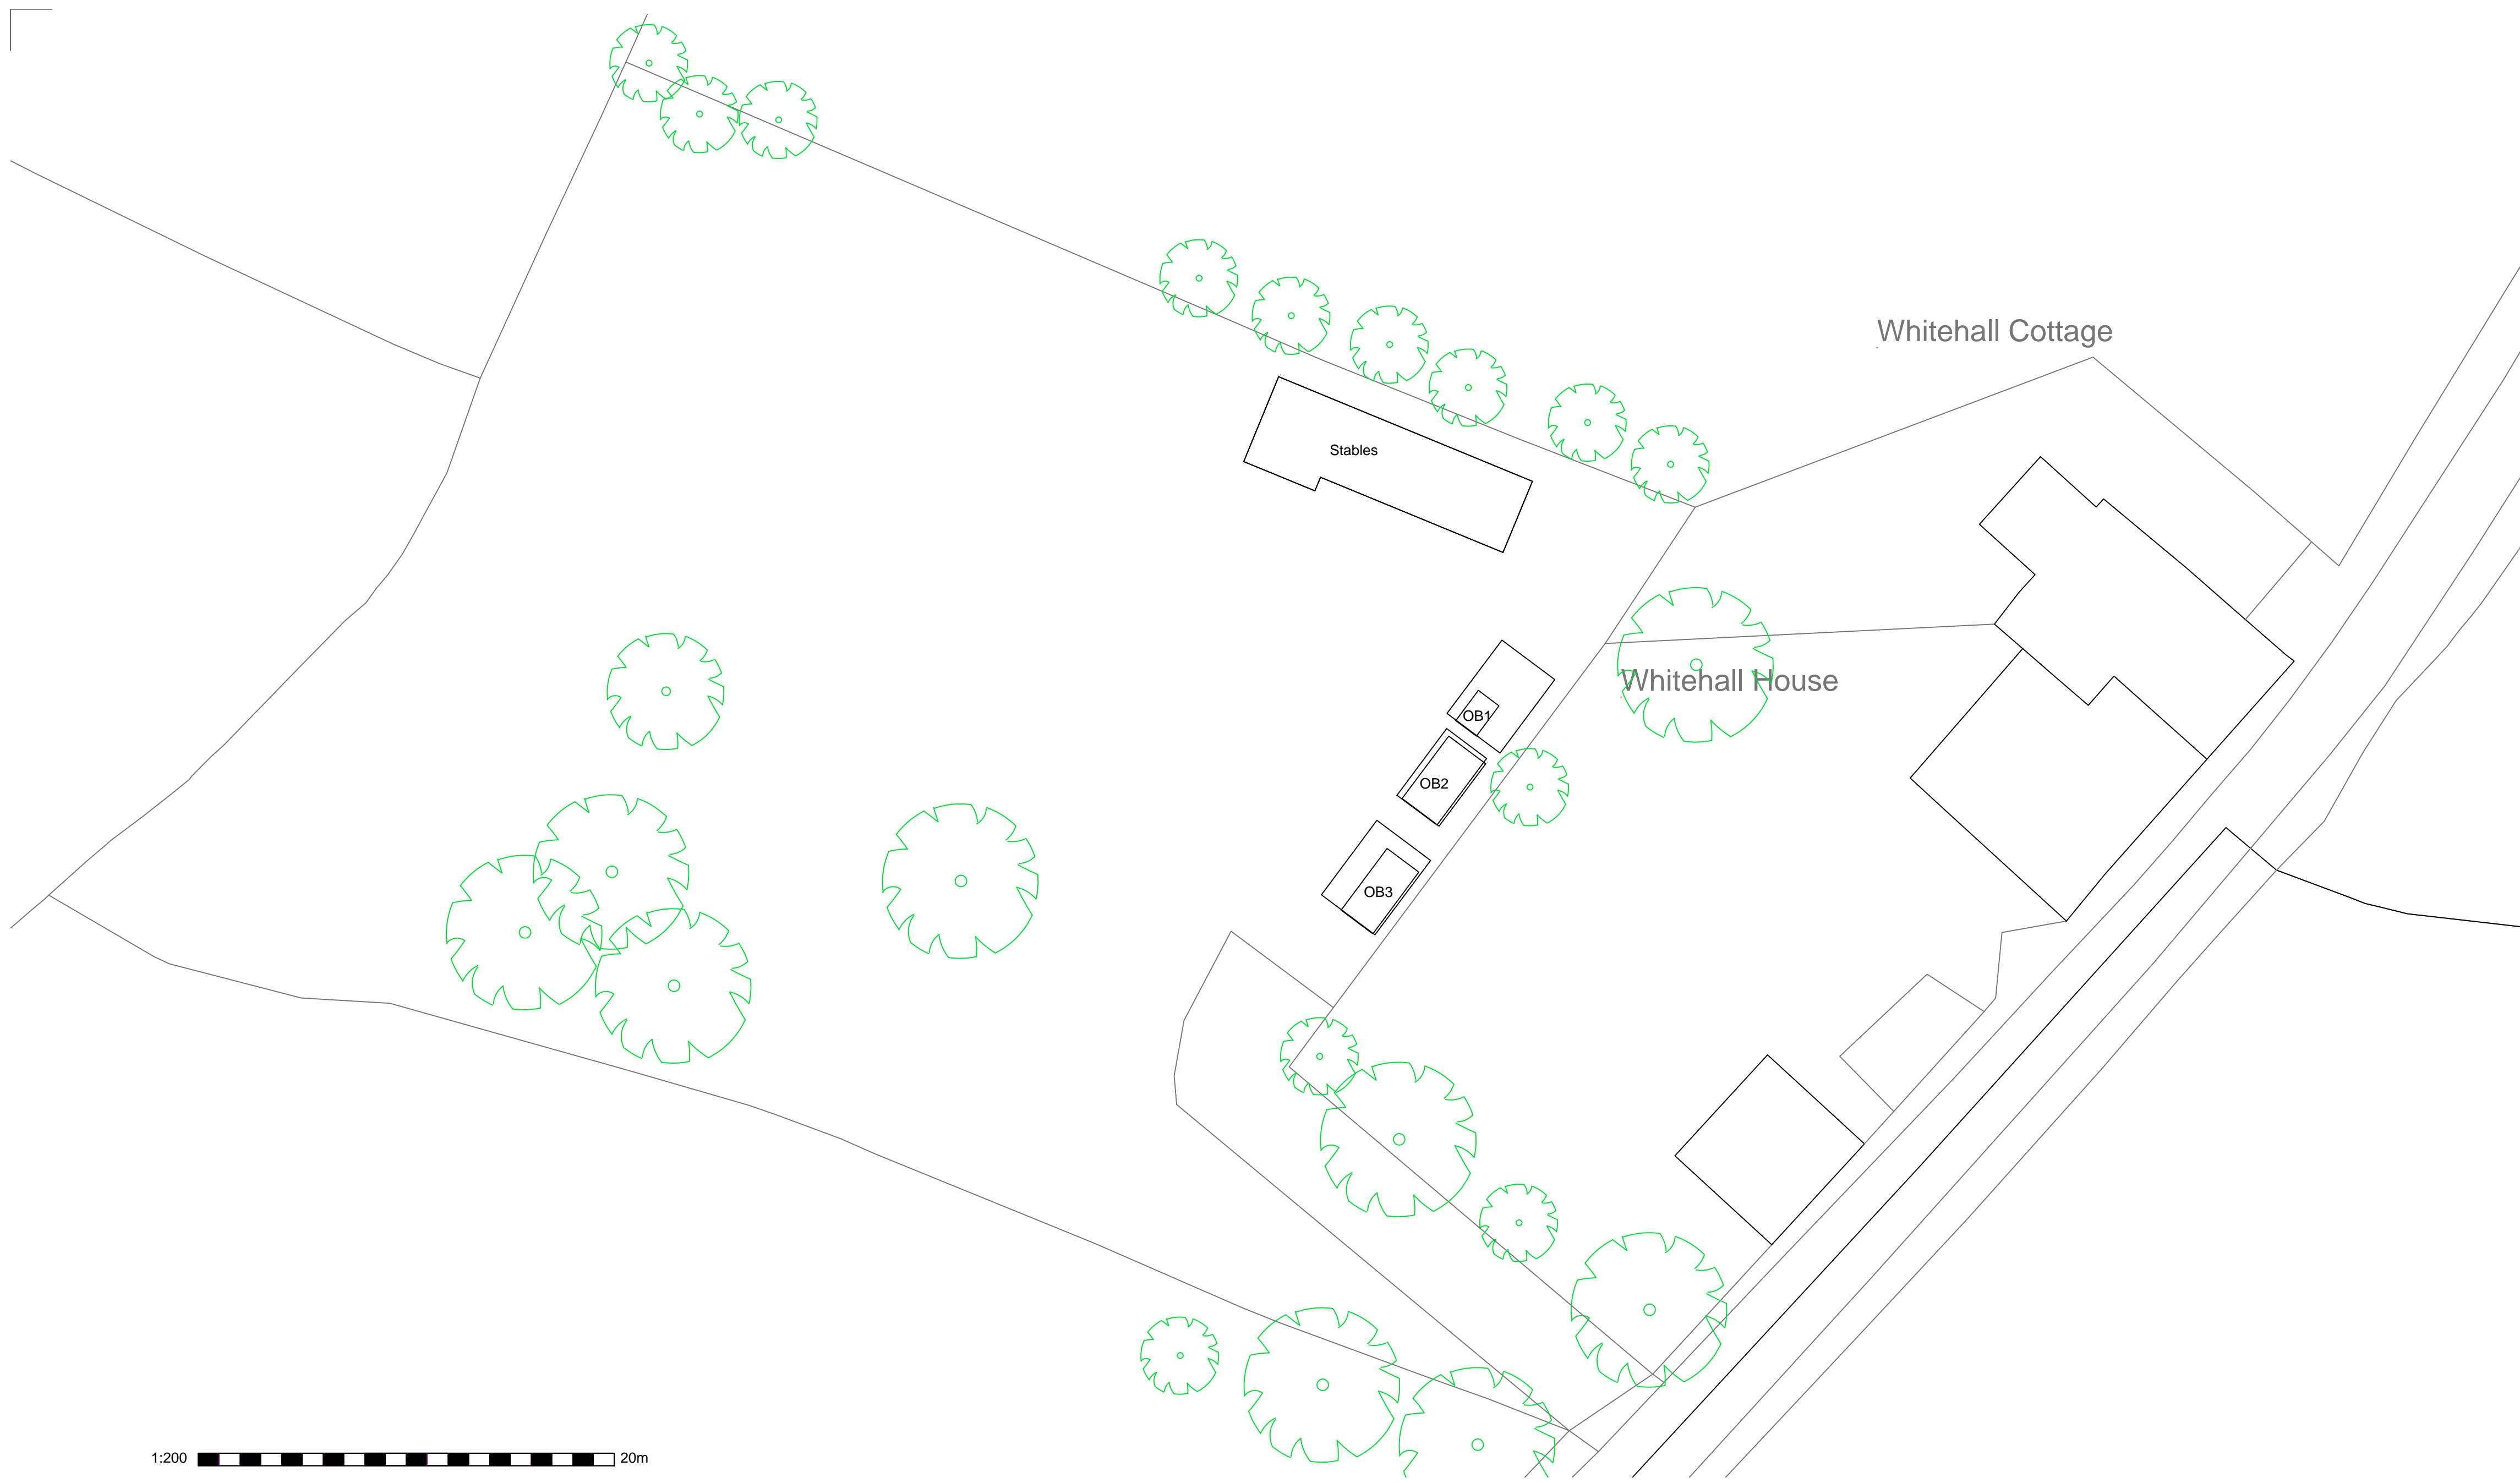 Whitehall Cottage
Stables
Whitehall House
OB1
OB2
OB3
1:200 20m